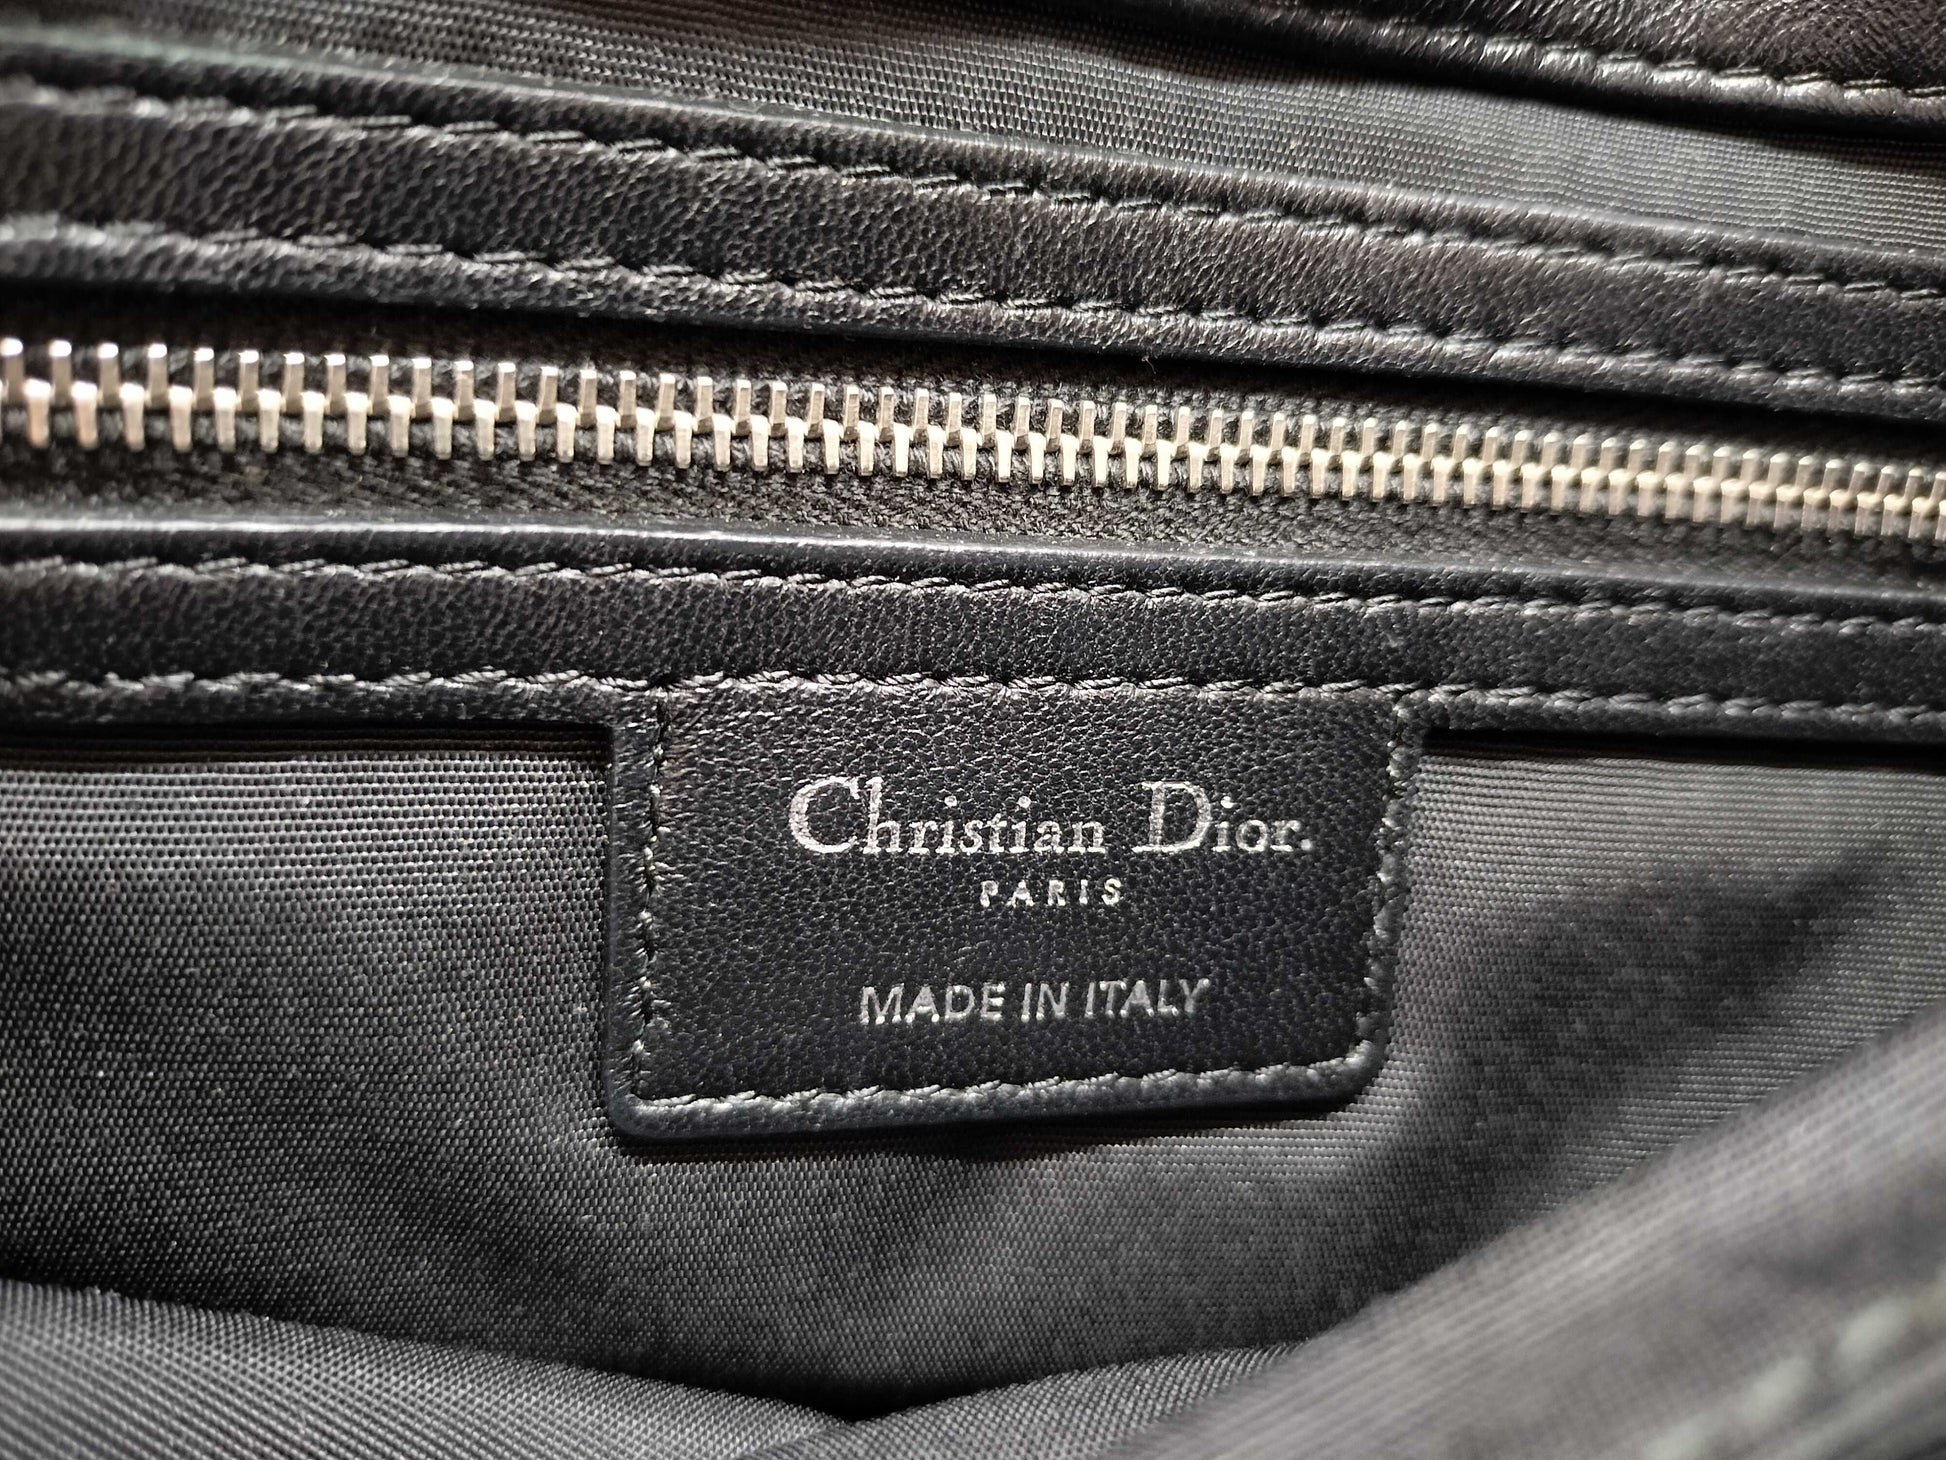 Christian Dior.
PARIS
MADE IN ITALY